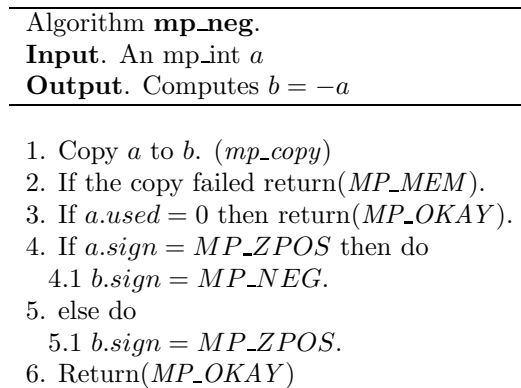 Algorithm mp_neg.
Input. An mp_int a
Output. Computes b = −a
1. Copy a to b. (mp_copy)
2. If the copy failed return(MP_MEM).
3. If a.used = 0 then return(MP_OKAY).
4. If a.sign = MP_ZPOS then do
4.1 b.sign = MP_NEG.
5. else do
5.1 b.sign = MP_ZPOS.
6. Return(MP_OKAY)